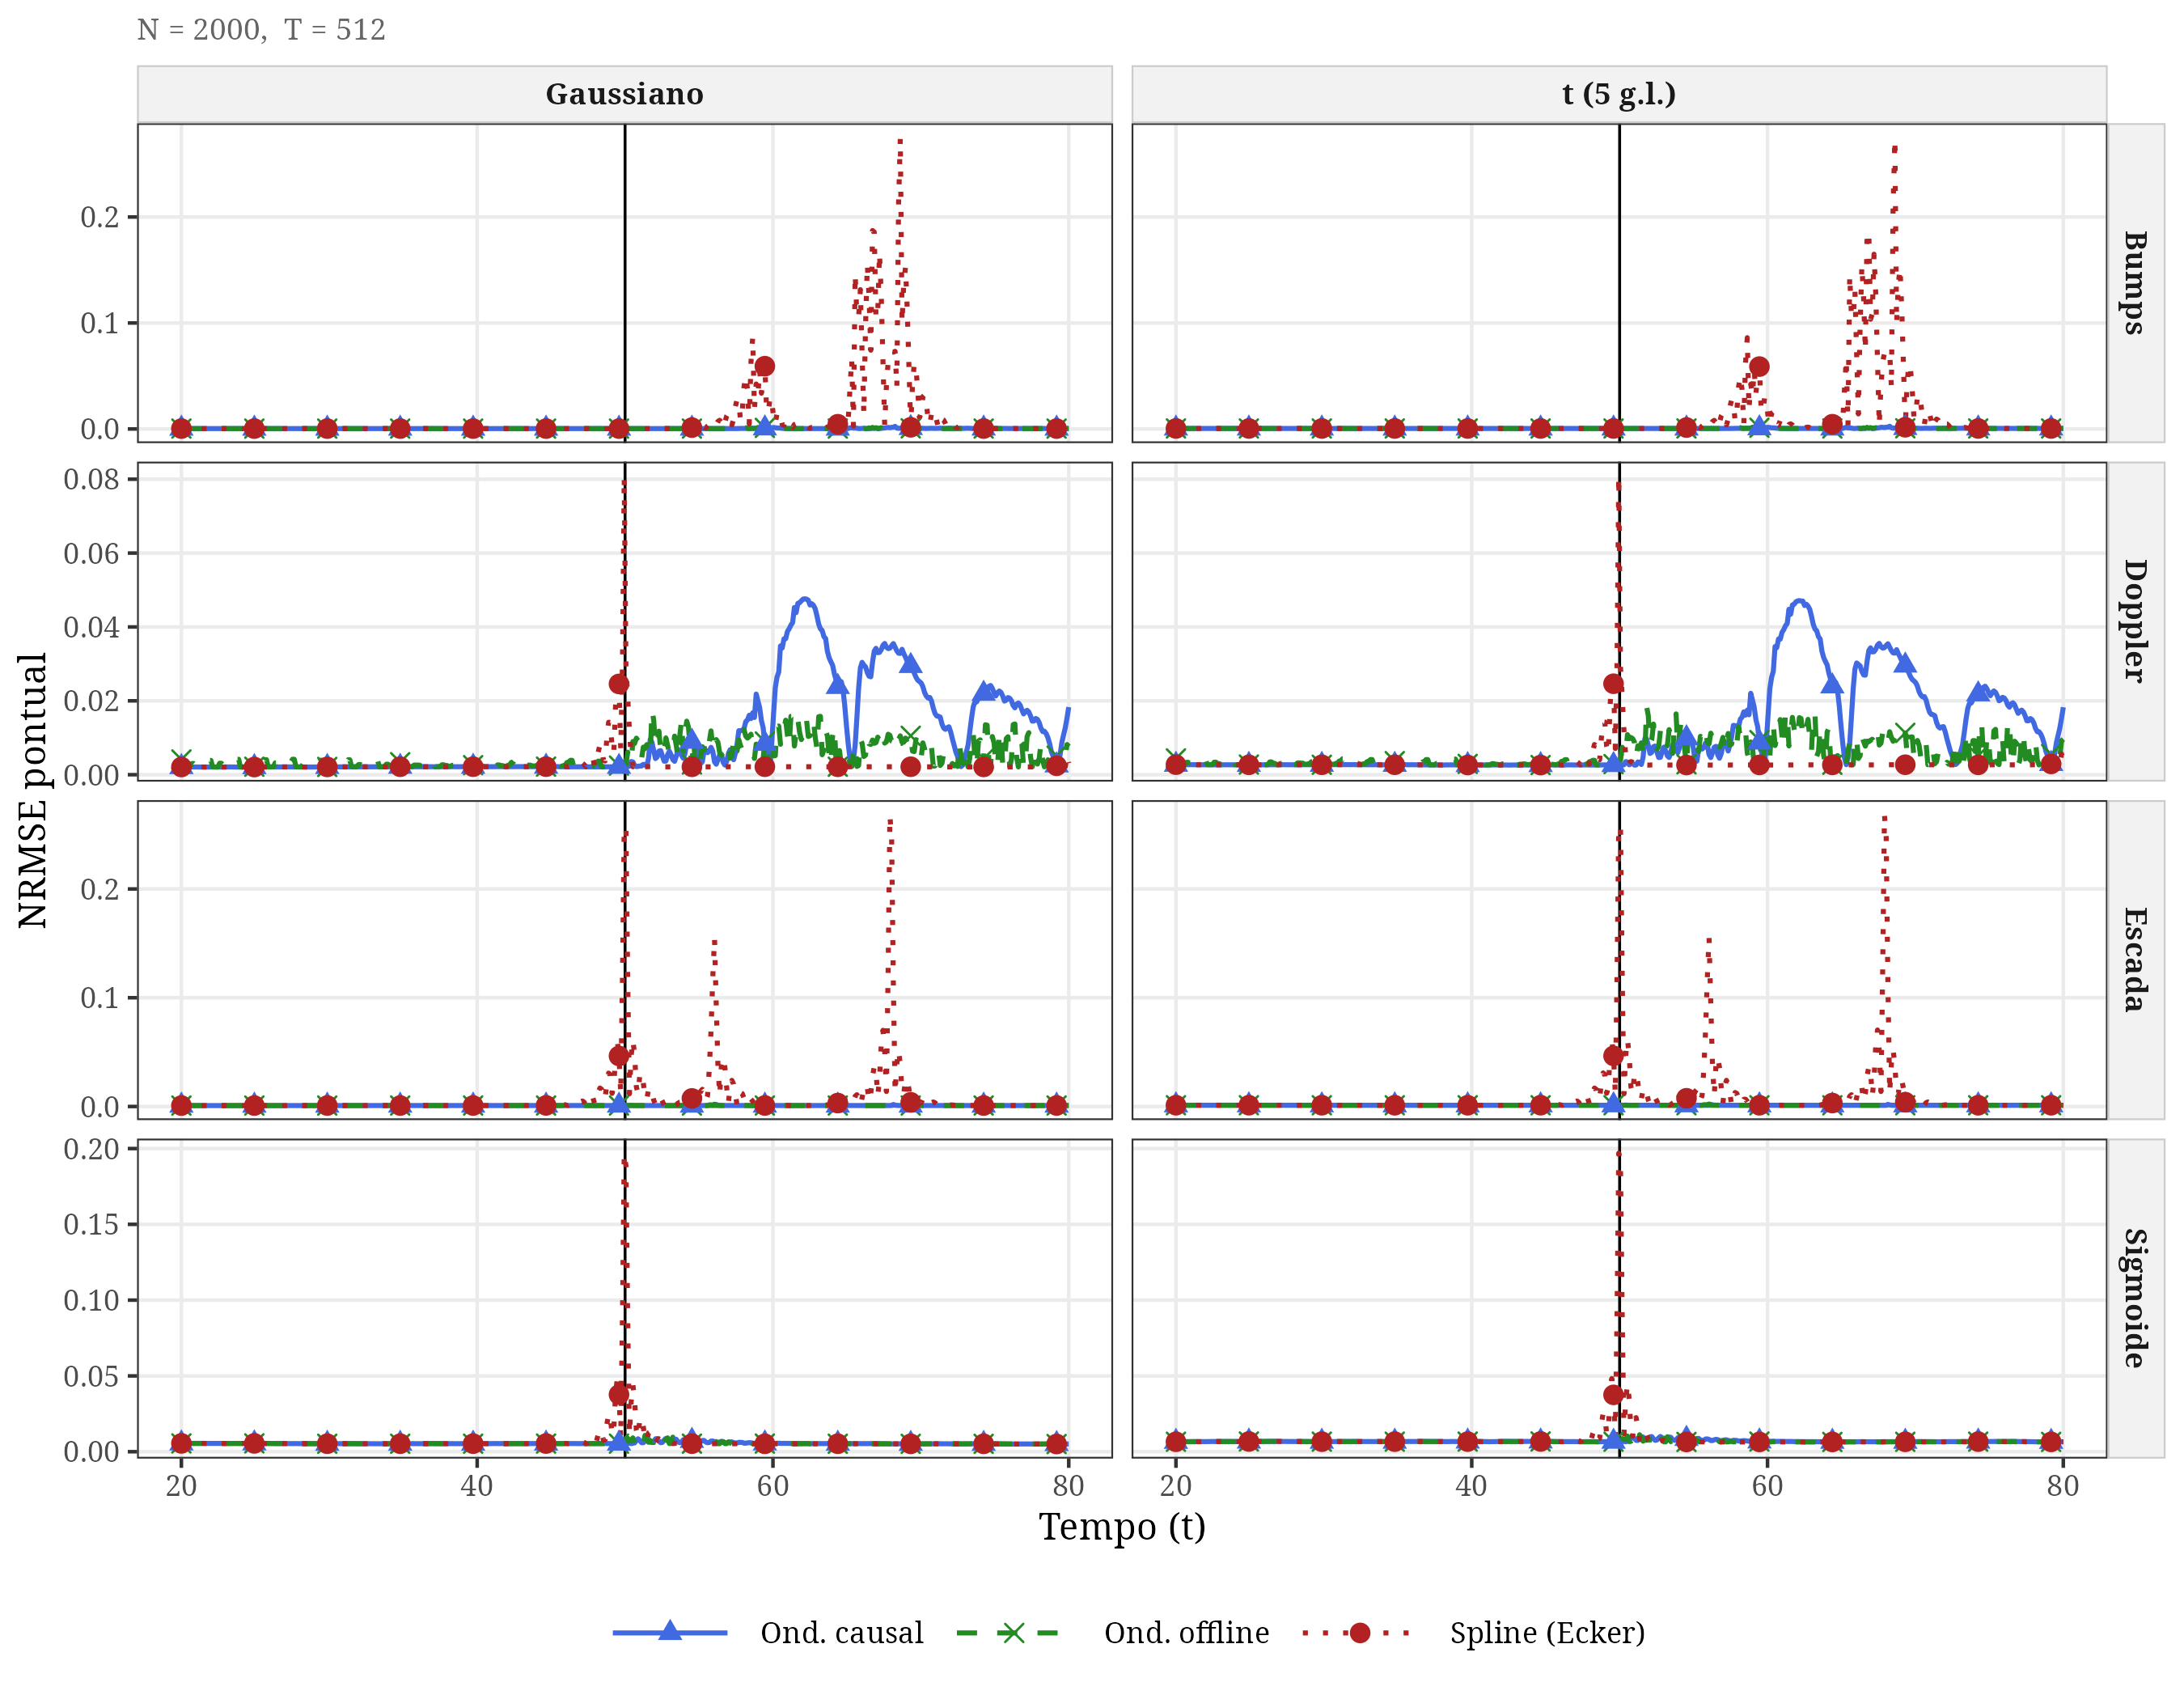 N = 2000, T = 512
Gaussiano
t (5 g.l.)
NRMSE pontual
0.2
0.1
0.0
Bumps
0.08
0.06
0.04
0.02
0.00
Doppler
0.2
0.1
0.0
Escada
0.20
0.15
0.10
0.05
0.00
Sigmoide
20 40 60 80 20 40 60 80
Tempo (t)
Ond. causal Ond. offline Spline (Ecker)